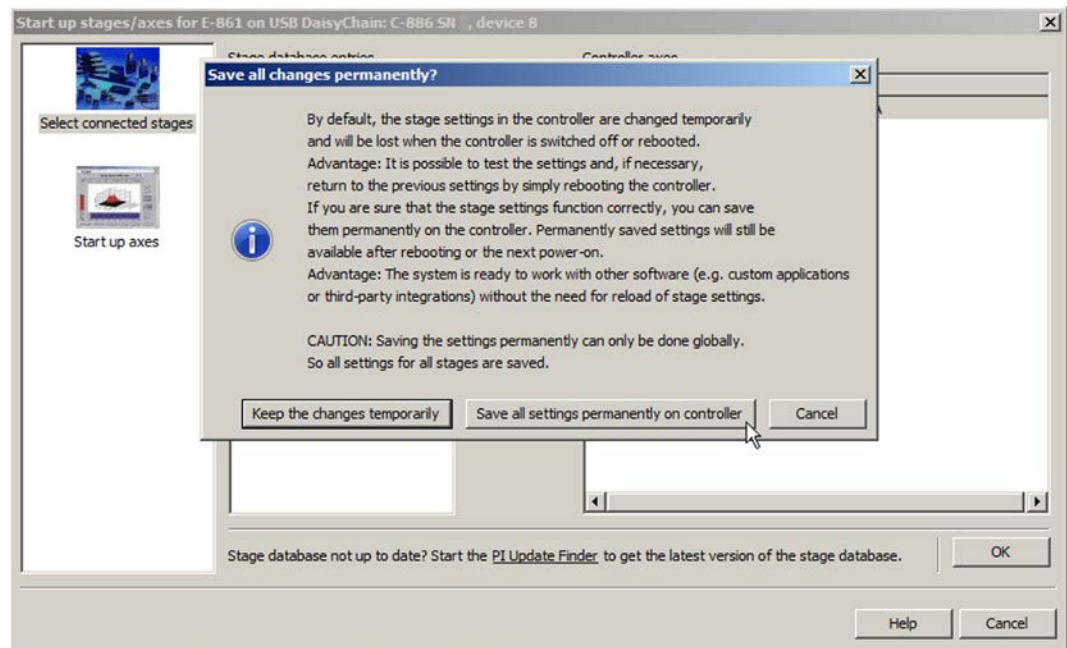 Start up stages/axes for E-861 on USB DaisyChain: C-886 SN , device 8
Stage database entries
Controller axes
Select connected stages
Start up axes
Save all changes permanently?
By default, the stage settings in the controller are changed temporarily
and will be lost when the controller is switched off or rebooted.
Advantage: It is possible to test the settings and, if necessary,
return to the previous settings by simply rebooting the controller.
If you are sure that the stage settings function correctly, you can save
them permanently on the controller. Permanently saved settings will still be
available after rebooting or the next power-on.
Advantage: The system is ready to work with other software (e.g. custom applications
or third-party integrations) without the need for reload of stage settings.
CAUTION: Saving the settings permanently can only be done globally.
So all settings for all stages are saved.
Keep the changes temporarily
Save all settings permanently on controller
Cancel
Stage database not up to date? Start the PI Update Finder to get the latest version of the stage database.
OK
Help
Cancel